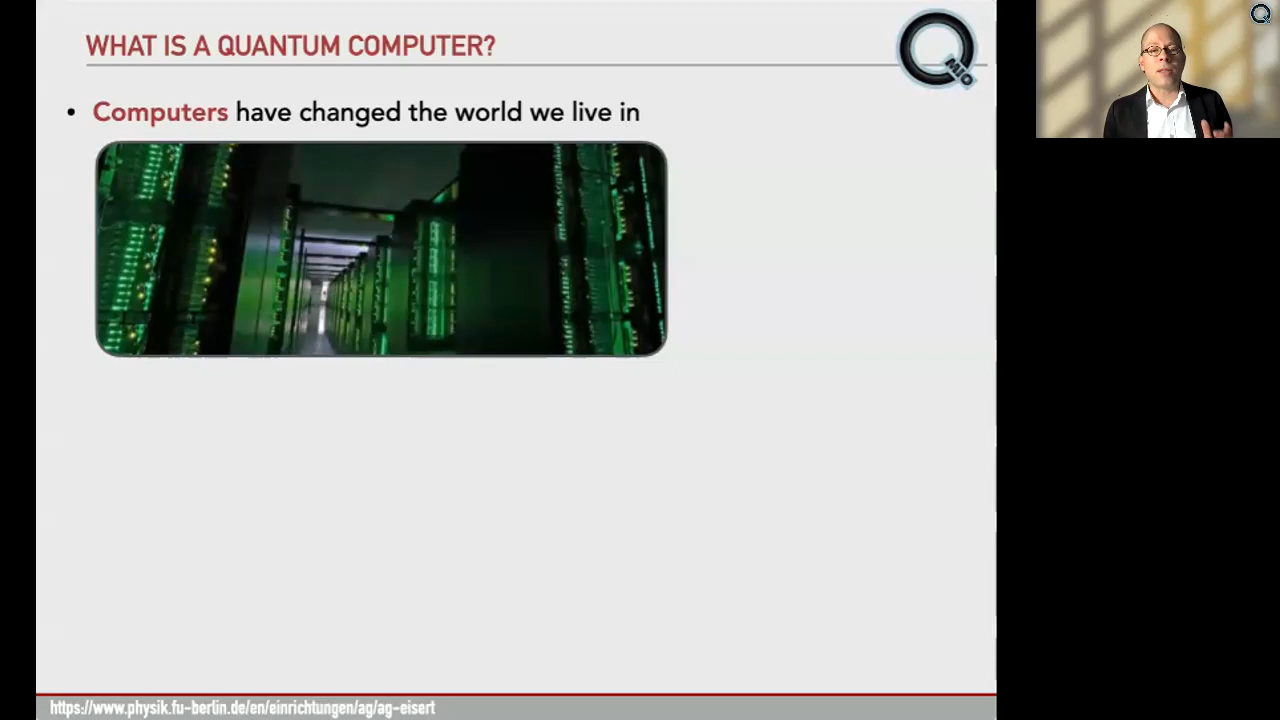 WHAT IS A QUANTUM COMPUTER?
Q
MIO
• Computers have changed the world we live in
https://www.physik.fu-berlin.de/en/einrichtungen/ag/ag-eisert